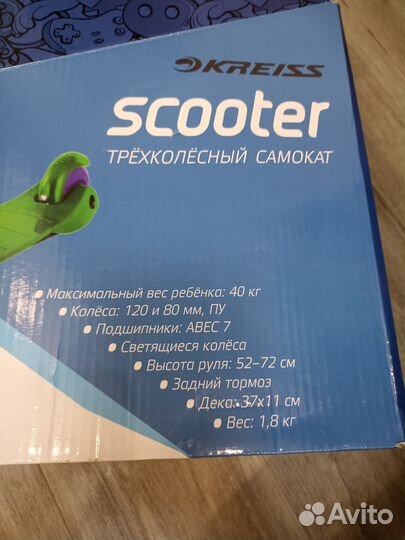 KREISS
scooter
ТРЁХКОЛЁСНЫЙ САМОКАТ
Максимальный вес ребёнка: 40 кг
Колёса: 120 и 80 мм, ПУ
Подшипники: ABEC 7
Светящиеся колёса
Высота руля: 52–72 см
Задний тормоз
Дека: 37х11 см
Вес: 1,8 кг
Avito